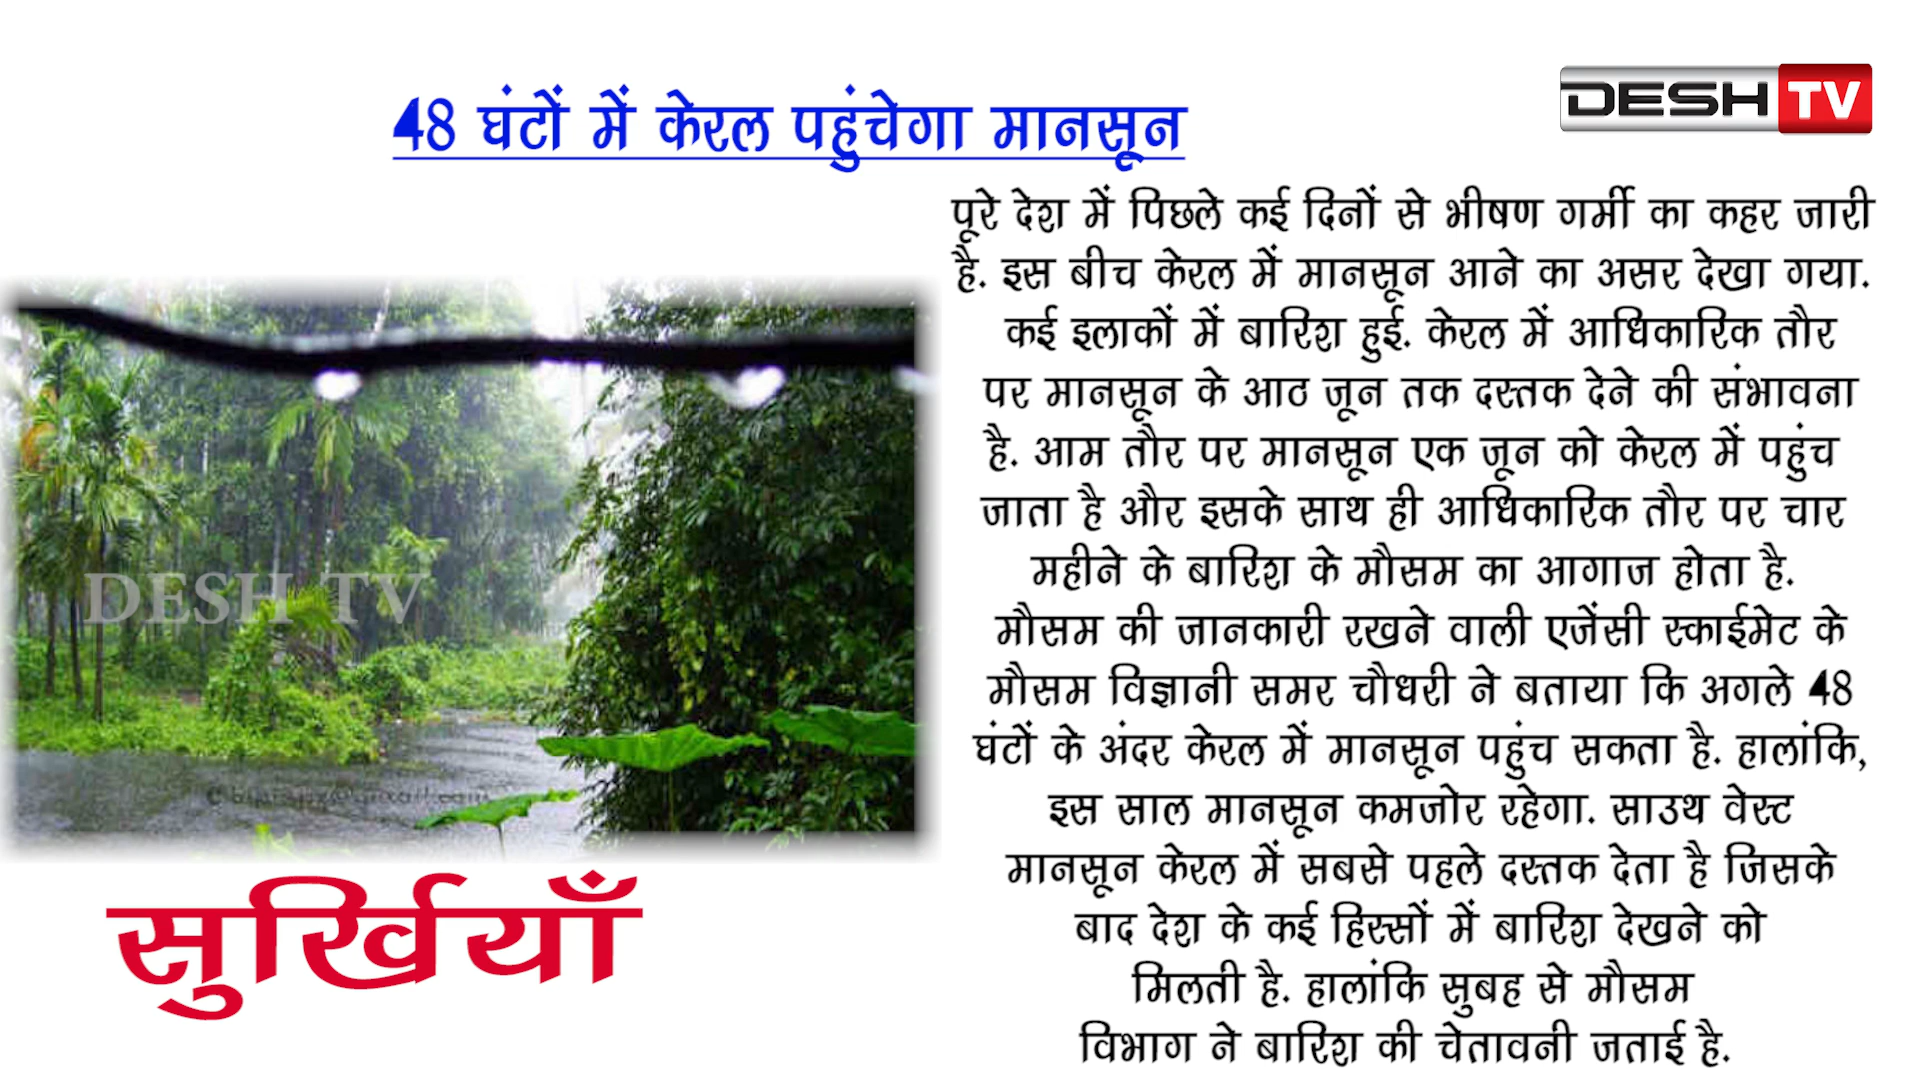 DESH TV
48 घंटों में केरल पहुंचेगा मानसून
पूरे देश में पिछले कई दिनों से भीषण गर्मी का कहर जारी
है. इस बीच केरल में मानसून आने का असर देखा गया.
कई इलाकों में बारिश हुई. केरल में आधिकारिक तौर
पर मानसून के आठ जून तक दस्तक देने की संभावना
है. आम तौर पर मानसून एक जून को केरल में पहुंच
जाता है और इसके साथ ही आधिकारिक तौर पर चार
महीने के बारिश के मौसम का आगाज होता है.
मौसम की जानकारी रखने वाली एजेंसी स्काईमेट के
मौसम विज्ञानी समर चौधरी ने बताया कि अगले 48
घंटों के अंदर केरल में मानसून पहुंच सकता है. हालांकि,
इस साल मानसून कमजोर रहेगा. साउथ वेस्ट
मानसून केरल में सबसे पहले दस्तक देता है जिसके
बाद देश के कई हिस्सों में बारिश देखने को
मिलती है. हालांकि सुबह से मौसम
विभाग ने बारिश की चेतावनी जताई है.
DESH TV
सुर्खियाँ